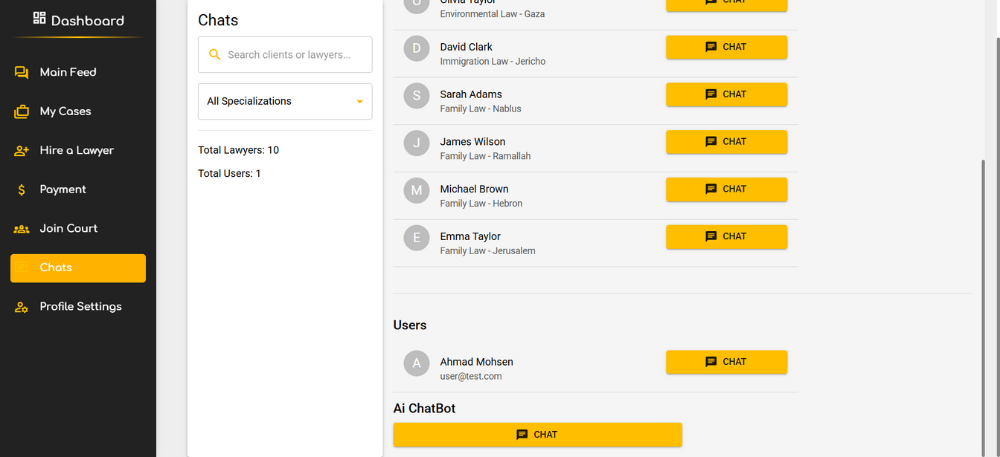 Dashboard
Main Feed
My Cases
Hire a Lawyer
Payment
Join Court
Chats
Profile Settings
Chats
Search clients or lawyers...
All Specializations
Total Lawyers: 10
Total Users: 1
O
Olivia Taylor
Environmental Law - Gaza
CHAT
D
David Clark
Immigration Law - Jericho
CHAT
S
Sarah Adams
Family Law - Nablus
CHAT
J
James Wilson
Family Law - Ramallah
CHAT
M
Michael Brown
Family Law - Hebron
CHAT
E
Emma Taylor
Family Law - Jerusalem
CHAT
Users
A
Ahmad Mohsen
user@test.com
CHAT
Ai ChatBot
CHAT